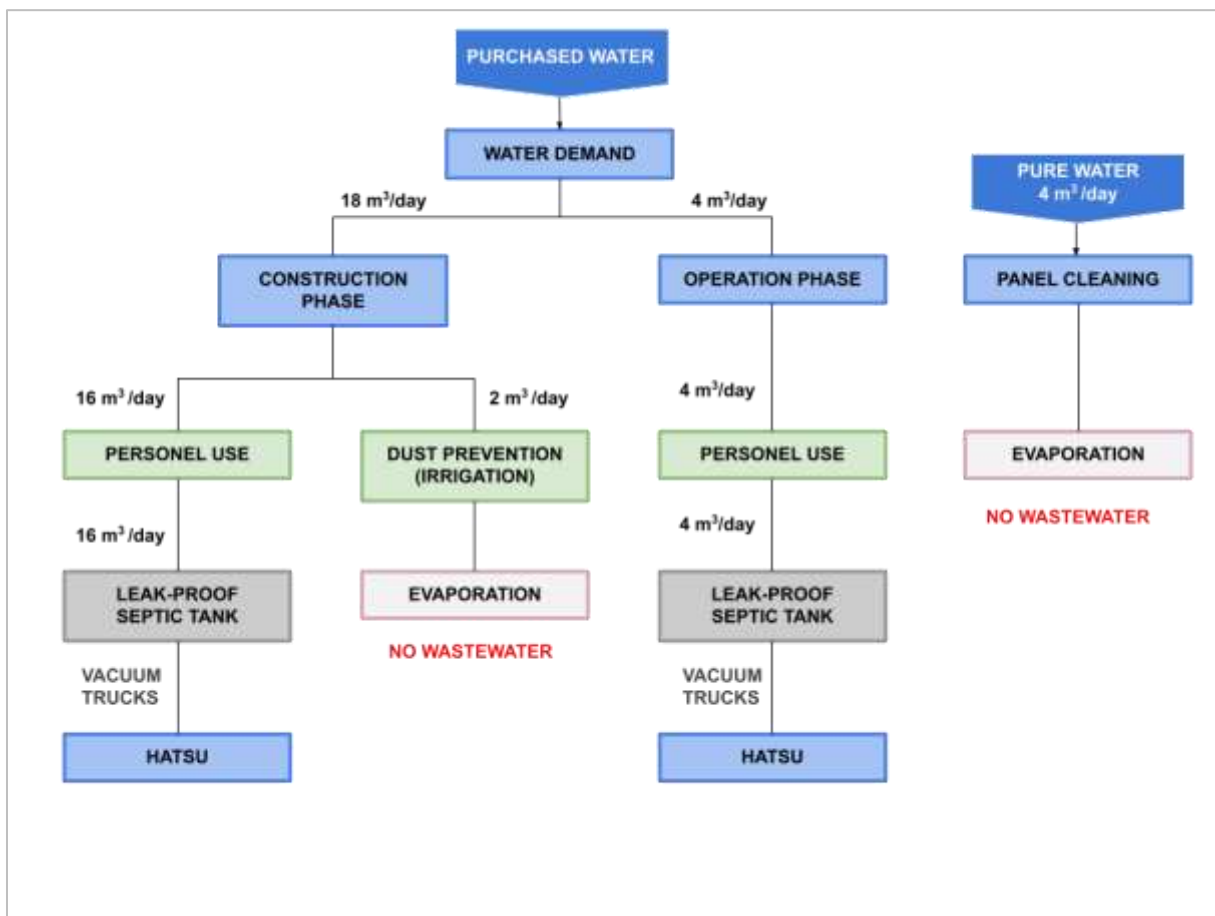 PURCHASED WATER
WATER DEMAND
PURE WATER
4 m³/day
18 m³/day
4 m³/day
CONSTRUCTION
PHASE
OPERATION PHASE
PANEL CLEANING
16 m³/day
2 m³/day
4 m³/day
PERSONEL USE
DUST PREVENTION
(IRRIGATION)
PERSONEL USE
EVAPORATION
NO WASTEWATER
16 m³/day
4 m³/day
LEAK-PROOF
SEPTIC TANK
EVAPORATION
LEAK-PROOF
SEPTIC TANK
NO WASTEWATER
VACUUM
TRUCKS
VACUUM
TRUCKS
HATSU
HATSU